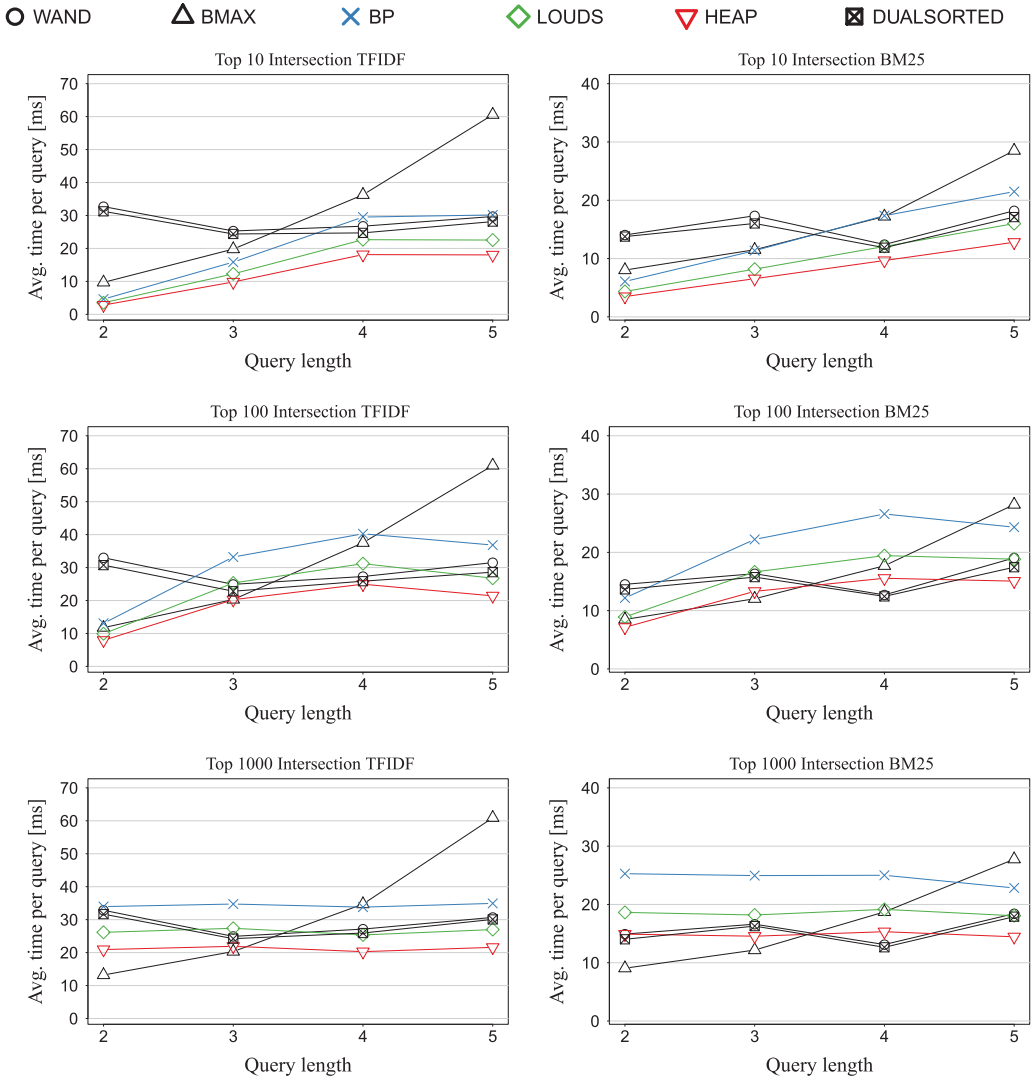 WAND BMAX BP LOUDS HEAP DUALSORTED
Top 10 Intersection TFIDF
Avg. time per query [ms]
70
60
50
40
30
20
10
0
2 3 4 5
Query length
Top 10 Intersection BM25
Avg. time per query [ms]
40
30
20
10
0
2 3 4 5
Query length
Top 100 Intersection TFIDF
Avg. time per query [ms]
70
60
50
40
30
20
10
0
2 3 4 5
Query length
Top 100 Intersection BM25
Avg. time per query [ms]
40
30
20
10
0
2 3 4 5
Query length
Top 1000 Intersection TFIDF
Avg. time per query [ms]
70
60
50
40
30
20
10
0
2 3 4 5
Query length
Top 1000 Intersection BM25
Avg. time per query [ms]
40
30
20
10
0
2 3 4 5
Query length